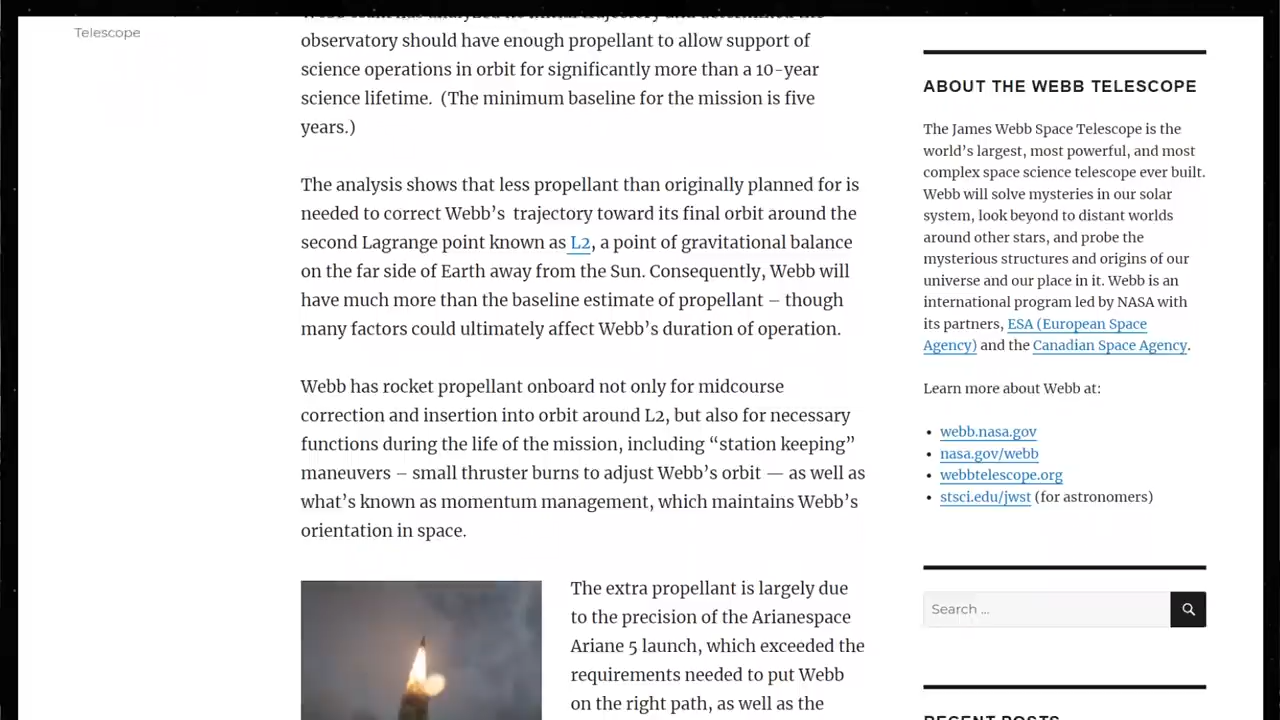 Telescope
observatory should have enough propellant to allow support of
science operations in orbit for significantly more than a 10-year
science lifetime.  (The minimum baseline for the mission is five
years.)
The analysis shows that less propellant than originally planned for is
needed to correct Webb’s  trajectory toward its final orbit around the
second Lagrange point known as L2, a point of gravitational balance
on the far side of Earth away from the Sun. Consequently, Webb will
have much more than the baseline estimate of propellant – though
many factors could ultimately affect Webb’s duration of operation.
Webb has rocket propellant onboard not only for midcourse
correction and insertion into orbit around L2, but also for necessary
functions during the life of the mission, including “station keeping”
maneuvers – small thruster burns to adjust Webb’s orbit — as well as
what’s known as momentum management, which maintains Webb’s
orientation in space.
The extra propellant is largely due
to the precision of the Arianespace
Ariane 5 launch, which exceeded the
requirements needed to put Webb
on the right path, as well as the
ABOUT THE WEBB TELESCOPE
The James Webb Space Telescope is the
world’s largest, most powerful, and most
complex space science telescope ever built.
Webb will solve mysteries in our solar
system, look beyond to distant worlds
around other stars, and probe the
mysterious structures and origins of our
universe and our place in it. Webb is an
international program led by NASA with
its partners, ESA (European Space
Agency) and the Canadian Space Agency.
Learn more about Webb at:
• webb.nasa.gov
• nasa.gov/webb
• webbtelescope.org
• stsci.edu/jwst (for astronomers)
Search ...
RECENT POSTS